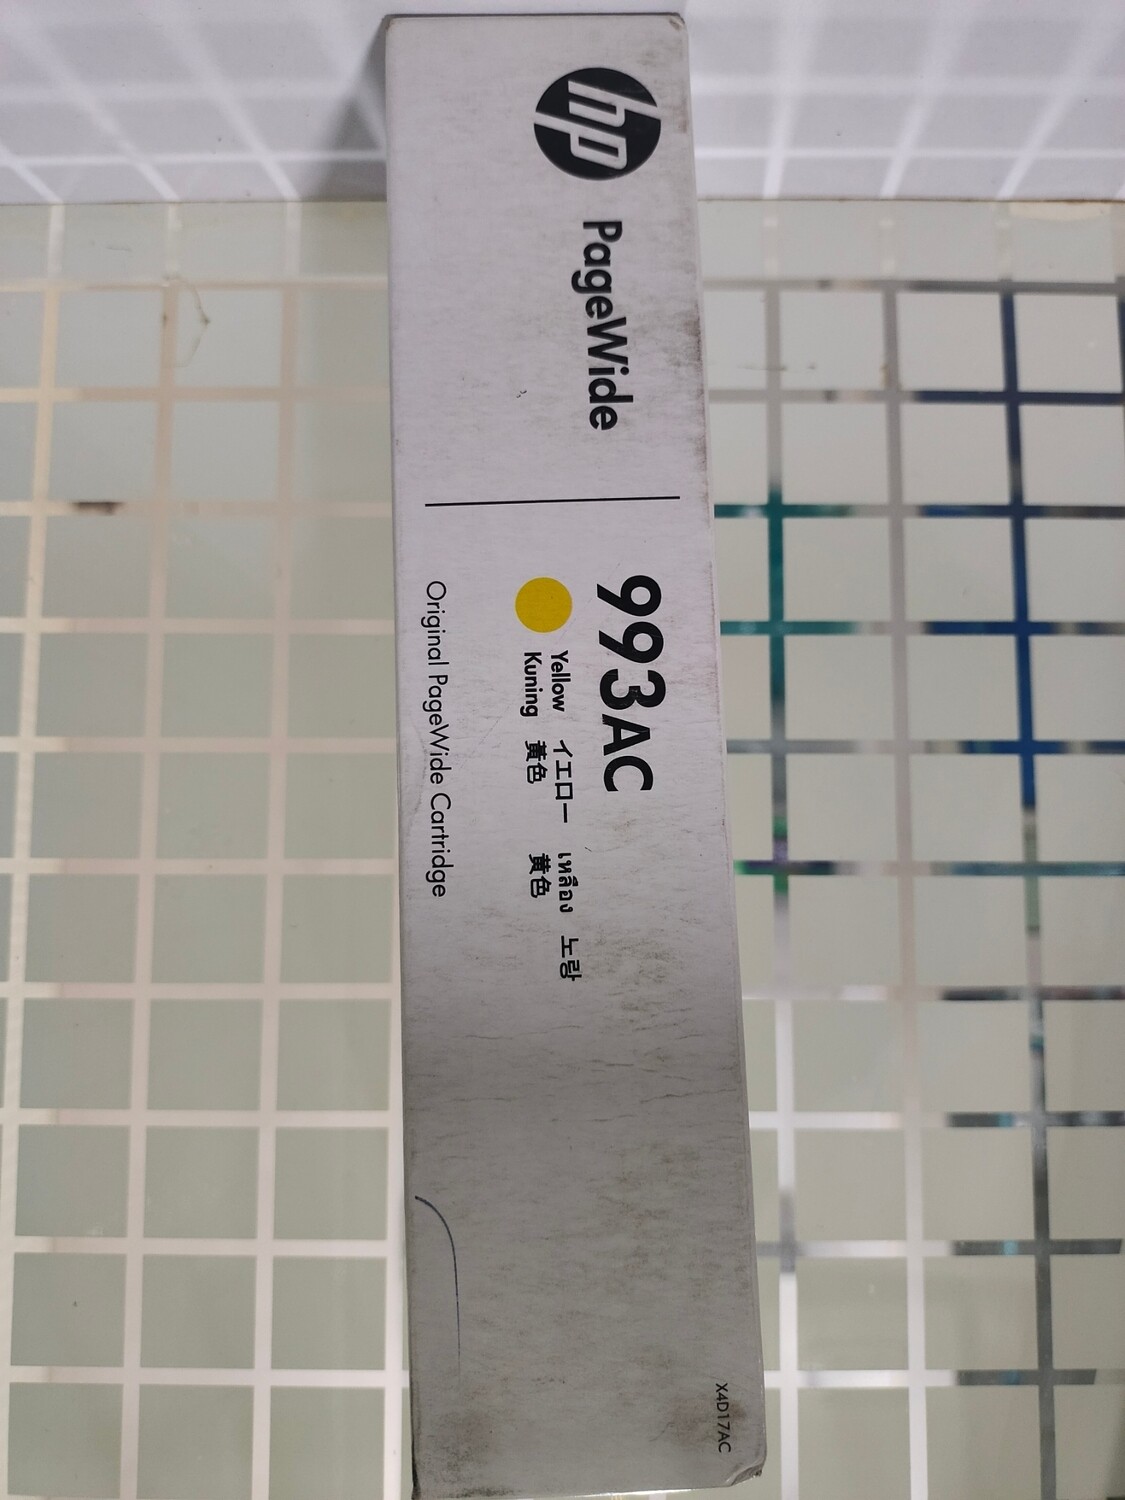 hp PageWide
993AC
Yellow イエロー เหลือง 노랑
Kuning 黃色 黄色
Original PageWide Cartridge
X4D17AC